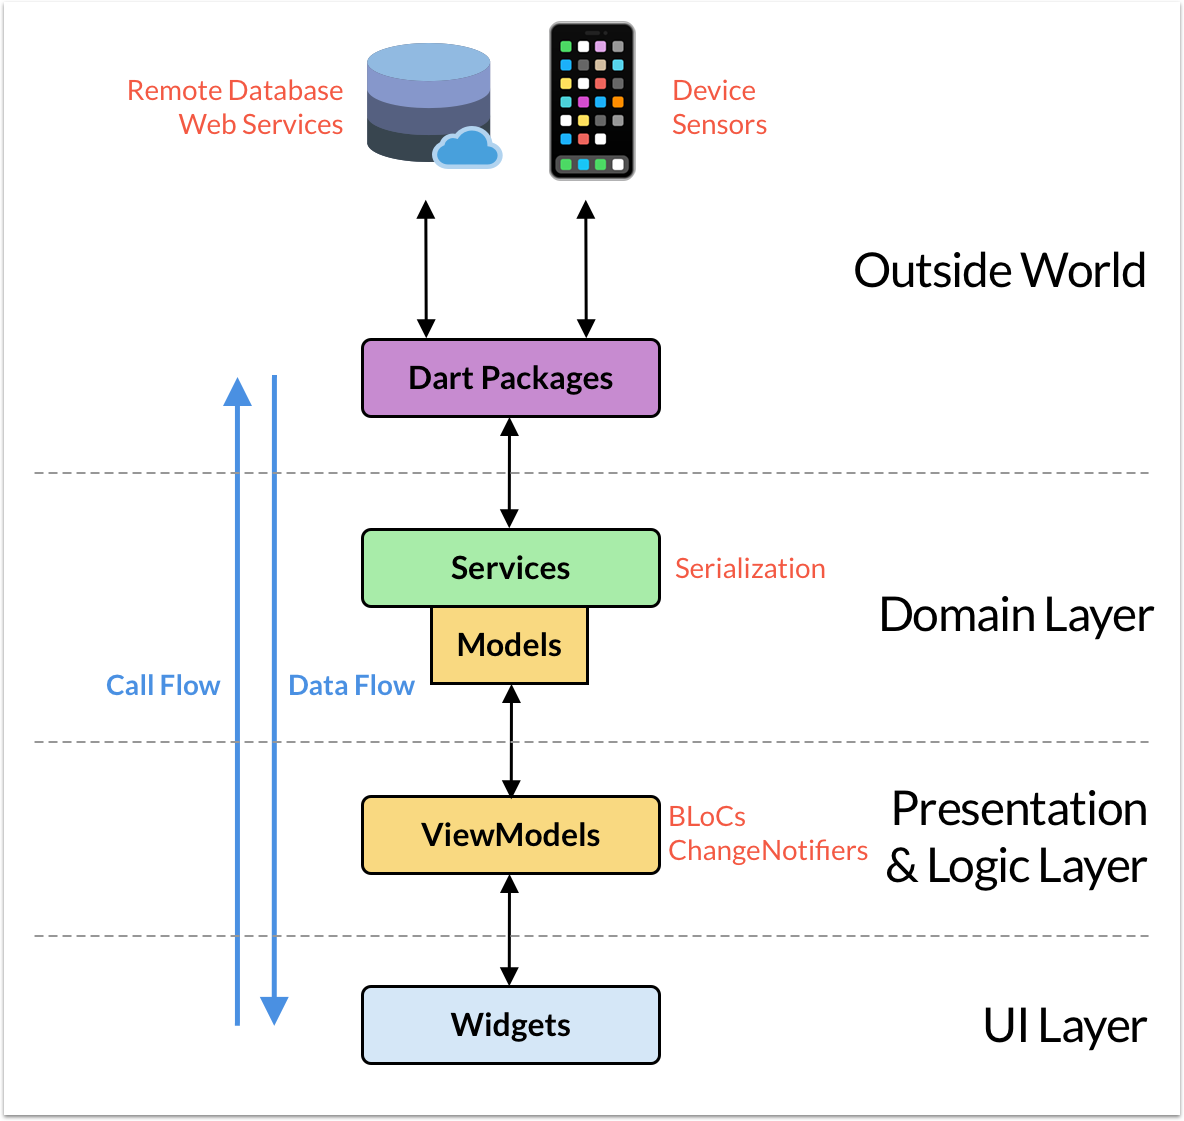 Remote Database
Web Services
Device
Sensors
Outside World
Dart Packages
Services
Serialization
Domain Layer
Models
Call Flow
Data Flow
Presentation
& Logic Layer
ViewModels
BLoCs
ChangeNotifiers
Widgets
UI Layer